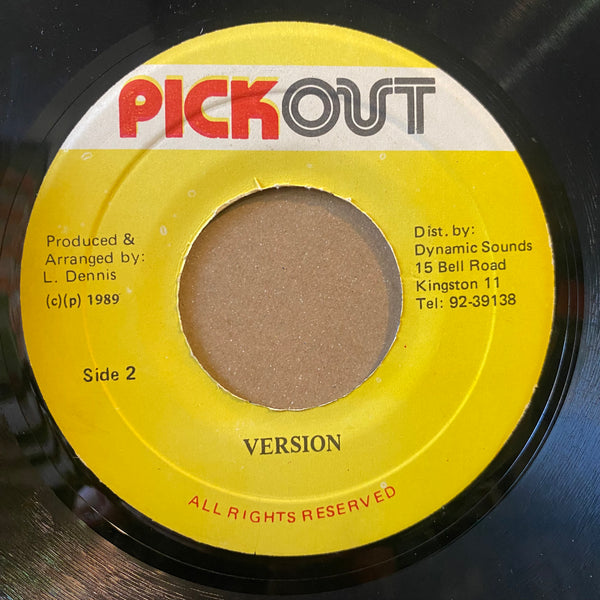 PICKOUT
Produced &
Arranged by:
L. Dennis
(c)(p) 1989
Side 2
Dist. by:
Dynamic Sounds
15 Bell Road
Kingston 11
Tel: 92-39138
VERSION
ALL RIGHTS RESERVED